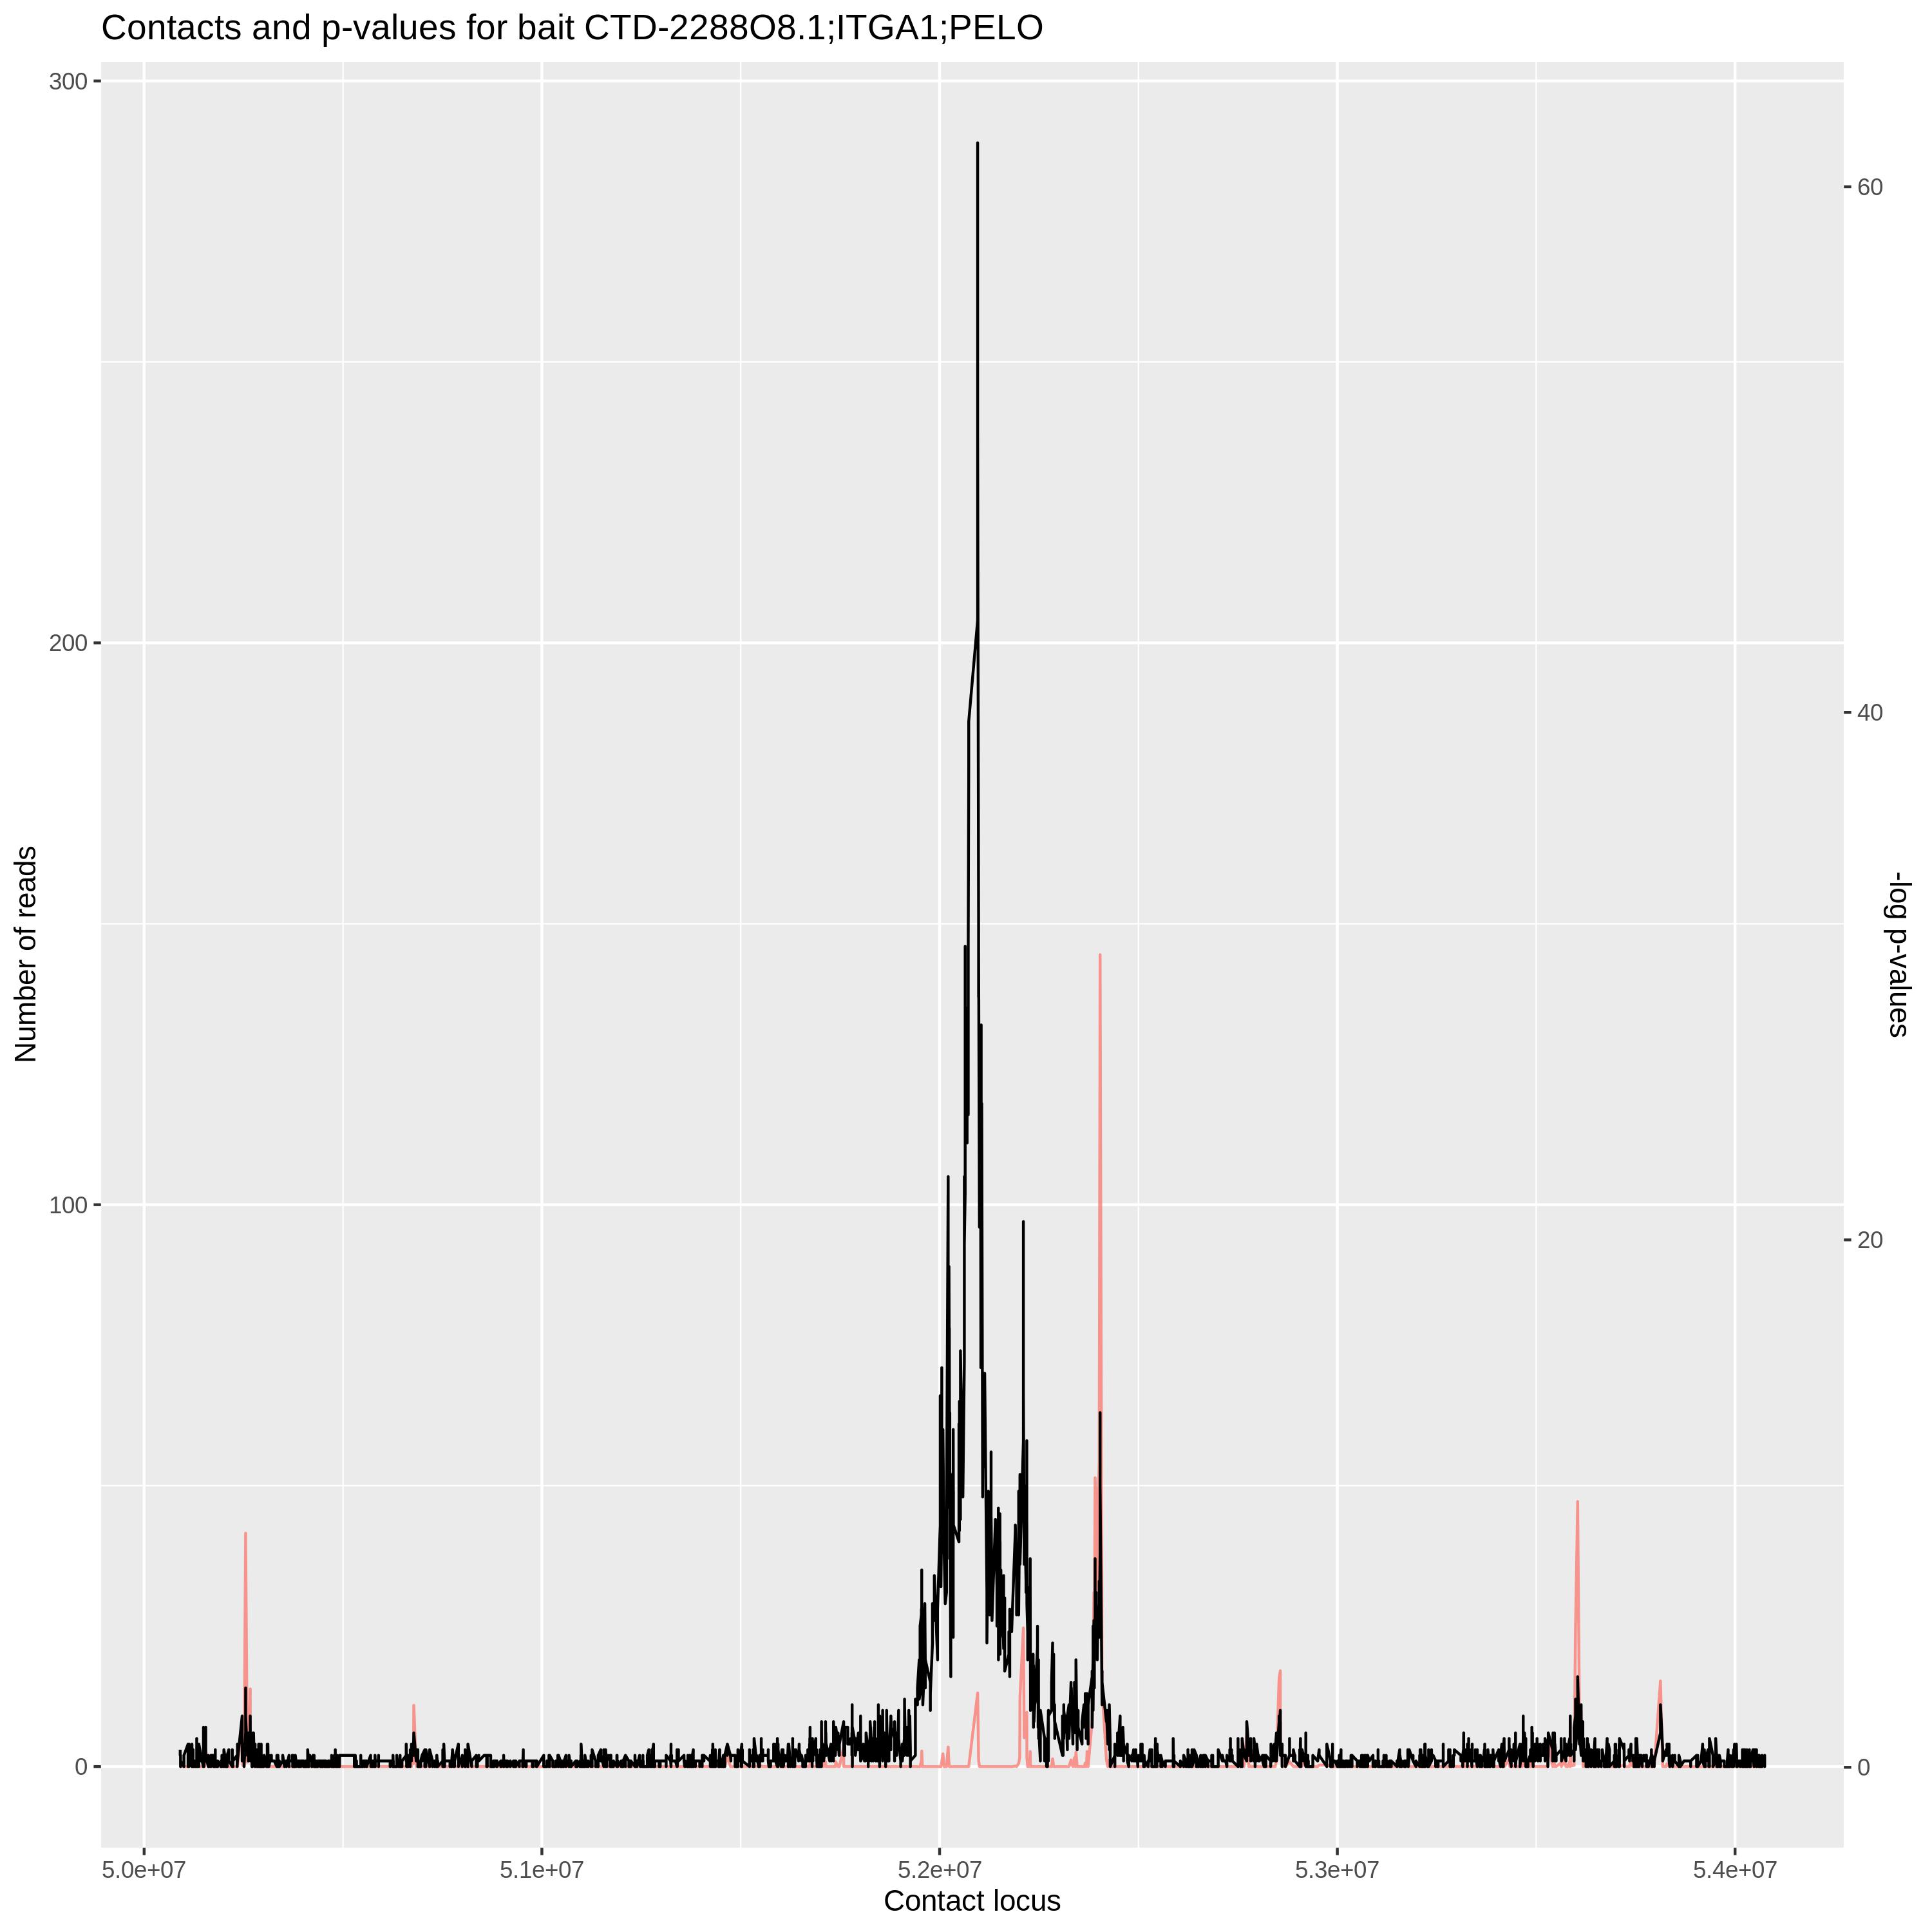 Contacts and p-values for bait CTD-2288O8.1;ITGA1;PELO
300
200
100
0
Number of reads
60
40
20
0
-log p-values
5.0e+07 5.1e+07 5.2e+07 5.3e+07 5.4e+07
Contact locus